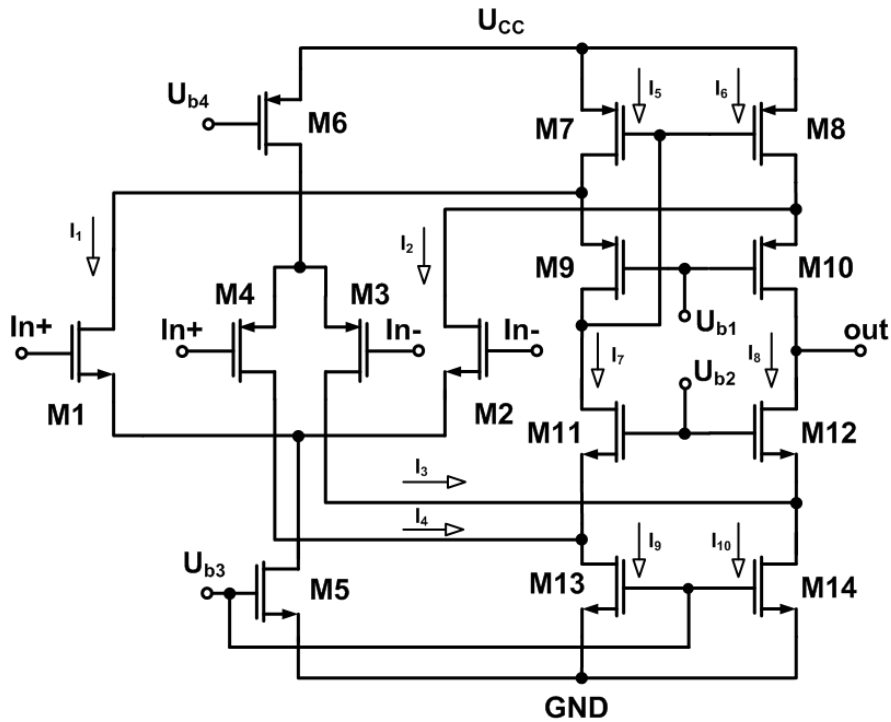 U_CC
U_b4
M6
I_5
I_6
M7
M8
I_1
I_2
M9
M10
M4
M3
In+
In+
In-
In-
U_b1
out
M1
M2
I_7
I_8
U_b2
M11
M12
I_3
I_4
U_b3
M5
I_9
I_10
M13
M14
GND